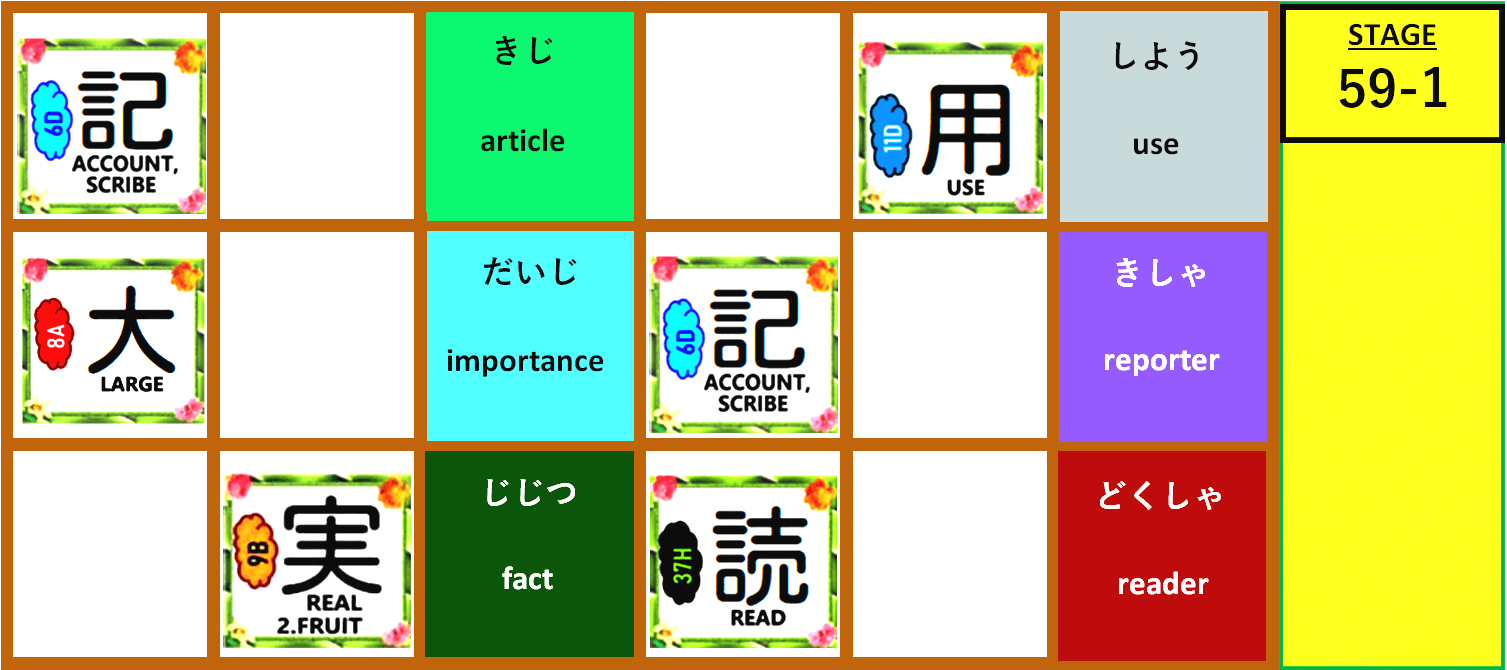 6D
記
ACCOUNT,
SCRIBE
きじ
article
11D
用
USE
しよう
use
STAGE
59-1
8A
大
LARGE
だいじ
importance
6D
記
ACCOUNT,
SCRIBE
きしゃ
reporter
9B
実
REAL
2.FRUIT
じじつ
fact
37H
読
READ
どくしゃ
reader